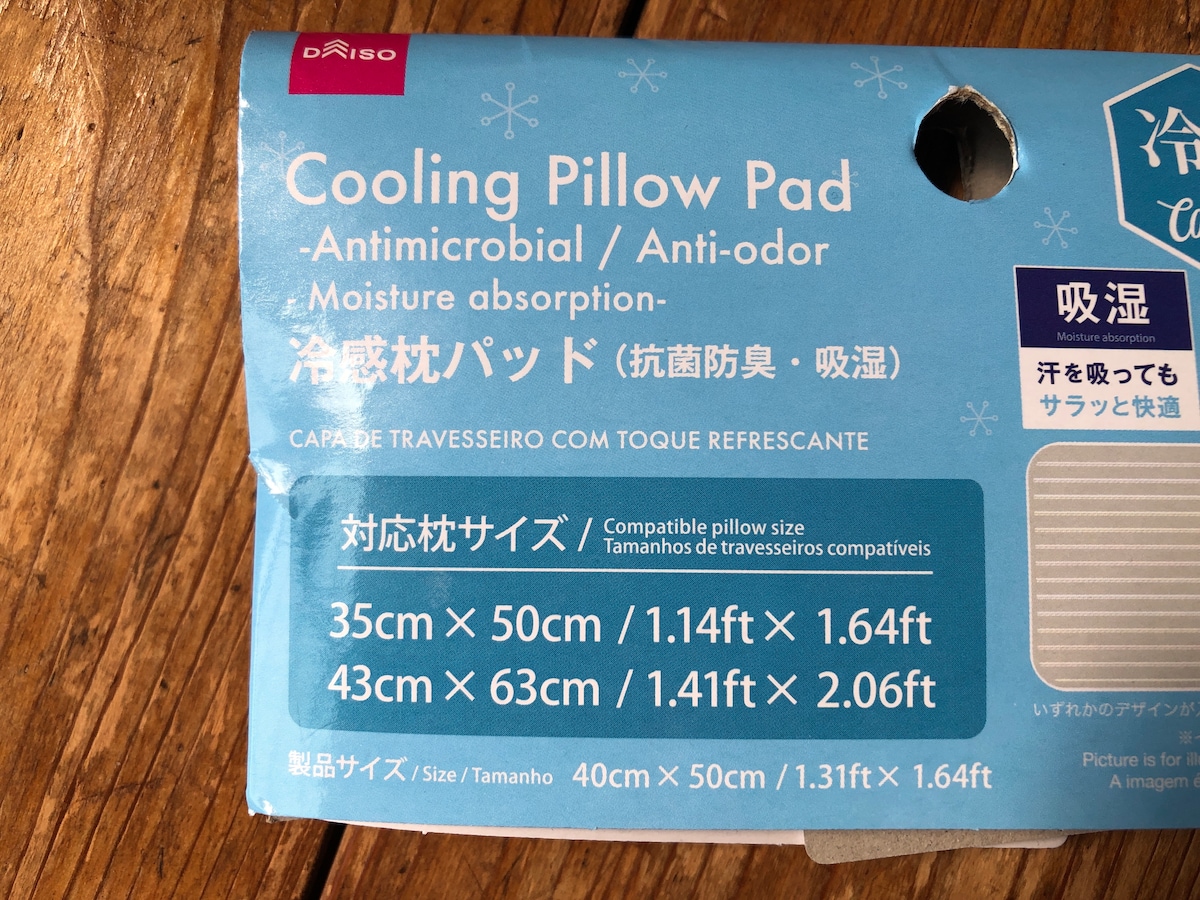 DAISO
Cooling Pillow Pad
-Antimicrobial / Anti-odor
- Moisture absorption-
冷感枕パッド（抗菌防臭・吸湿）
CAPA DE TRAVESSEIRO COM TOQUE REFRESCANTE
対応枕サイズ / Compatible pillow size
Tamanhos de travesseiros compatíveis
35cm × 50cm / 1.14ft × 1.64ft
43cm × 63cm / 1.41ft × 2.06ft
製品サイズ / Size / Tamanho 40cm × 50cm / 1.31ft × 1.64ft
冷
吸湿
Moisture absorption
汗を吸っても
サラッと快適
いずれかのデザインが
Picture is for
A imagem